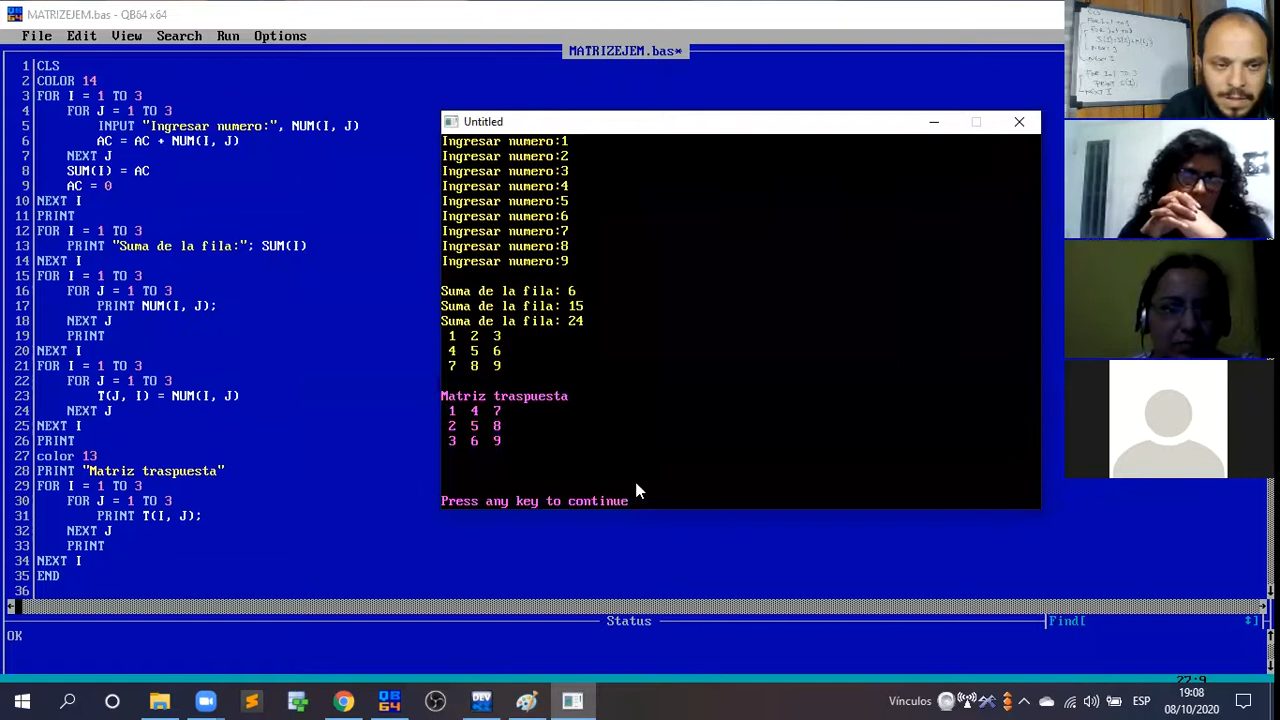 MATRIZEJEM.bas - QB64 x64
File Edit View Search Run Options
MATRIZEJEM.bas*
1 CLS
2 COLOR 14
3 FOR I = 1 TO 3
4 FOR J = 1 TO 3
5 INPUT "Ingresar numero:", NUM(I, J)
6 AC = AC + NUM(I, J)
7 NEXT J
8 SUM(I) = AC
9 AC = 0
10 NEXT I
11 PRINT
12 FOR I = 1 TO 3
13 PRINT "Suma de la fila:"; SUM(I)
14 NEXT I
15 FOR I = 1 TO 3
16 FOR J = 1 TO 3
17 PRINT NUM(I, J);
18 NEXT J
19 PRINT
20 NEXT I
21 FOR I = 1 TO 3
22 FOR J = 1 TO 3
23 T(J, I) = NUM(I, J)
24 NEXT J
25 NEXT I
26 PRINT
27 color 13
28 PRINT "Matriz traspuesta"
29 FOR I = 1 TO 3
30 FOR J = 1 TO 3
31 PRINT T(I, J);
32 NEXT J
33 PRINT
34 NEXT I
35 END
36
Untitled
Ingresar numero:1
Ingresar numero:2
Ingresar numero:3
Ingresar numero:4
Ingresar numero:5
Ingresar numero:6
Ingresar numero:7
Ingresar numero:8
Ingresar numero:9
Suma de la fila: 6
Suma de la fila: 15
Suma de la fila: 24
1 2 3
4 5 6
7 8 9
Matriz traspuesta
1 4 7
2 5 8
3 6 9
Press any key to continue
CLS
Status
Find[
OK
27:9
QB64
DEV
Vínculos
ESP
19:08
08/10/2020